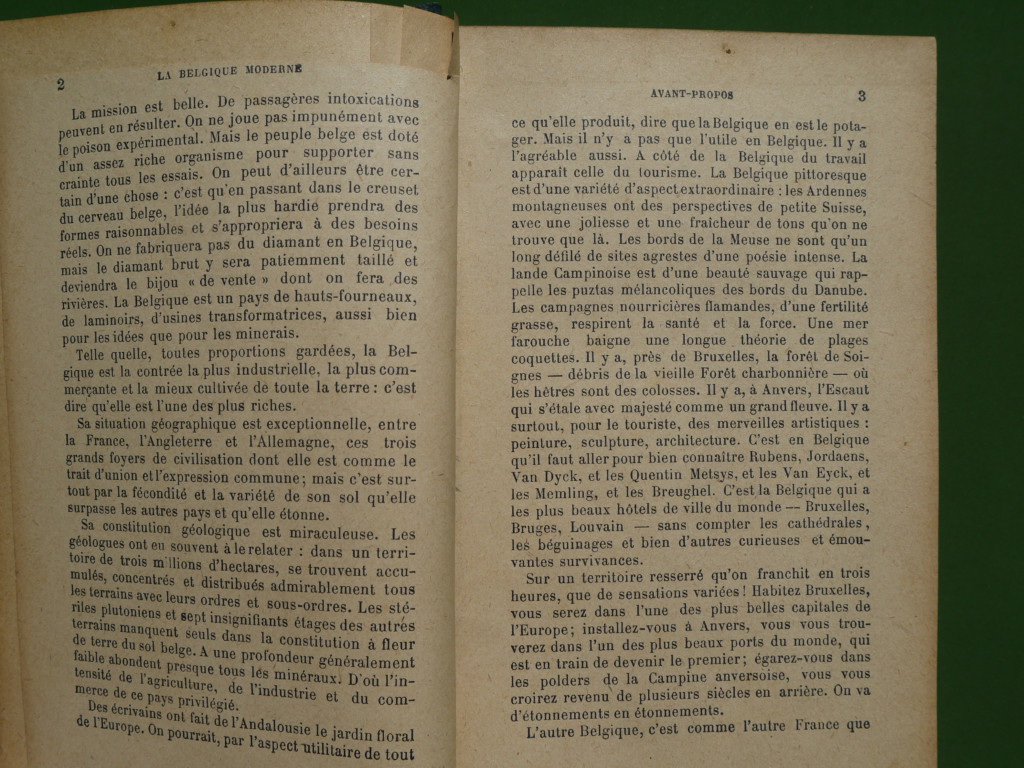 2
LA BELGIQUE MODERNE
La mission est belle. De passagères intoxications
peuvent en résulter. On ne joue pas impunément avec
le poison expérimental. Mais le peuple belge est doté
d'un assez riche organisme pour supporter sans
crainte tous les essais. On peut d'ailleurs être cer-
tain d'une chose : c'est qu'en passant dans le creuset
du cerveau belge, l'idée la plus hardie prendra des
formes raisonnables et s'appropriera à des besoins
réels. On ne fabriquera pas du diamant en Belgique,
mais le diamant brut y sera patiemment taillé et
deviendra le bijou « de vente » dont on fera des
rivières. La Belgique est un pays de hauts-fourneaux,
de laminoirs, d'usines transformatrices, aussi bien
pour les idées que pour les minerais.
Telle quelle, toutes proportions gardées, la Bel-
gique est la contrée la plus industrielle, la plus com-
merçante et la mieux cultivée de toute la terre : c'est
dire qu'elle est l'une des plus riches.
Sa situation géographique est exceptionnelle, entre
la France, l'Angleterre et l'Allemagne, ces trois
grands foyers de civilisation dont elle est comme le
trait d'union et l'expression commune; mais c'est sur-
tout par la fécondité et la variété de son sol qu'elle
surpasse les autres pays et qu'elle étonne.
Sa constitution géologique est miraculeuse. Les
géologues ont eu souvent à le relater : dans un terri-
toire de trois m'llions d'hectares, se trouvent accu-
mulés, concentrés et distribués admirablement tous
les terrains avec leurs ordres et sous-ordres. Les sté-
riles plutoniens et sept insignifiants étages des autres
terrains manquent seuls dans la constitution à fleur
de terre du sol belge. A une profondeur généralement
faible abondent presque tous les minéraux. D'où l'in-
tensité de l'agriculture, de l'industrie et du com-
merce de ce pays privilégié.
Des écrivains ont fait de l'Andalousie le jardin floral
de l'Europe. On pourrait, par l'aspect utilitaire de tout
AVANT-PROPOS
3
ce qu'elle produit, dire que la Belgique en est le pota-
ger. Mais il n'y a pas que l'utile en Belgique. Il y a
l'agréable aussi. A côté de la Belgique du travail
apparaît celle du tourisme. La Belgique pittoresque
est d'une variété d'aspect extraordinaire : les Ardennes
montagneuses ont des perspectives de petite Suisse,
avec une joliesse et une fraîcheur de tons qu'on ne
trouve que là. Les bords de la Meuse ne sont qu'un
long défilé de sites agrestes d'une poésie intense. La
lande Campinoise est d'une beauté sauvage qui rap-
pelle les puztas mélancoliques des bords du Danube.
Les campagnes nourricières flamandes, d'une fertilité
grasse, respirent la santé et la force. Une mer
farouche baigne une longue théorie de plages
coquettes. Il y a, près de Bruxelles, la forêt de Soi-
gnes — débris de la vieille Forêt charbonnière — où
les hêtres sont des colosses. Il y a, à Anvers, l'Escaut
qui s'étale avec majesté comme un grand fleuve. Il y a
surtout, pour le touriste, des merveilles artistiques :
peinture, sculpture, architecture. C'est en Belgique
qu'il faut aller pour bien connaître Rubens, Jordaens,
Van Dyck, et les Quentin Metsys, et les Van Eyck, et
les Memling, et les Breughel. C'est la Belgique qui a
les plus beaux hôtels de ville du monde — Bruxelles,
Bruges, Louvain — sans compter les cathédrales,
les béguinages et bien d'autres curieuses et émou-
vantes survivances.
Sur un territoire resserré qu'on franchit en trois
heures, que de sensations variées ! Habitez Bruxelles,
vous serez dans l'une des plus belles capitales de
l'Europe; installez-vous à Anvers, vous vous trou-
verez dans l'un des plus beaux ports du monde, qui
est en train de devenir le premier; égarez-vous dans
les polders de la Campine anversoise, vous vous
croirez revenu de plusieurs siècles en arrière. On va
d'étonnements en étonnements.
L'autre Belgique, c'est comme l'autre France que